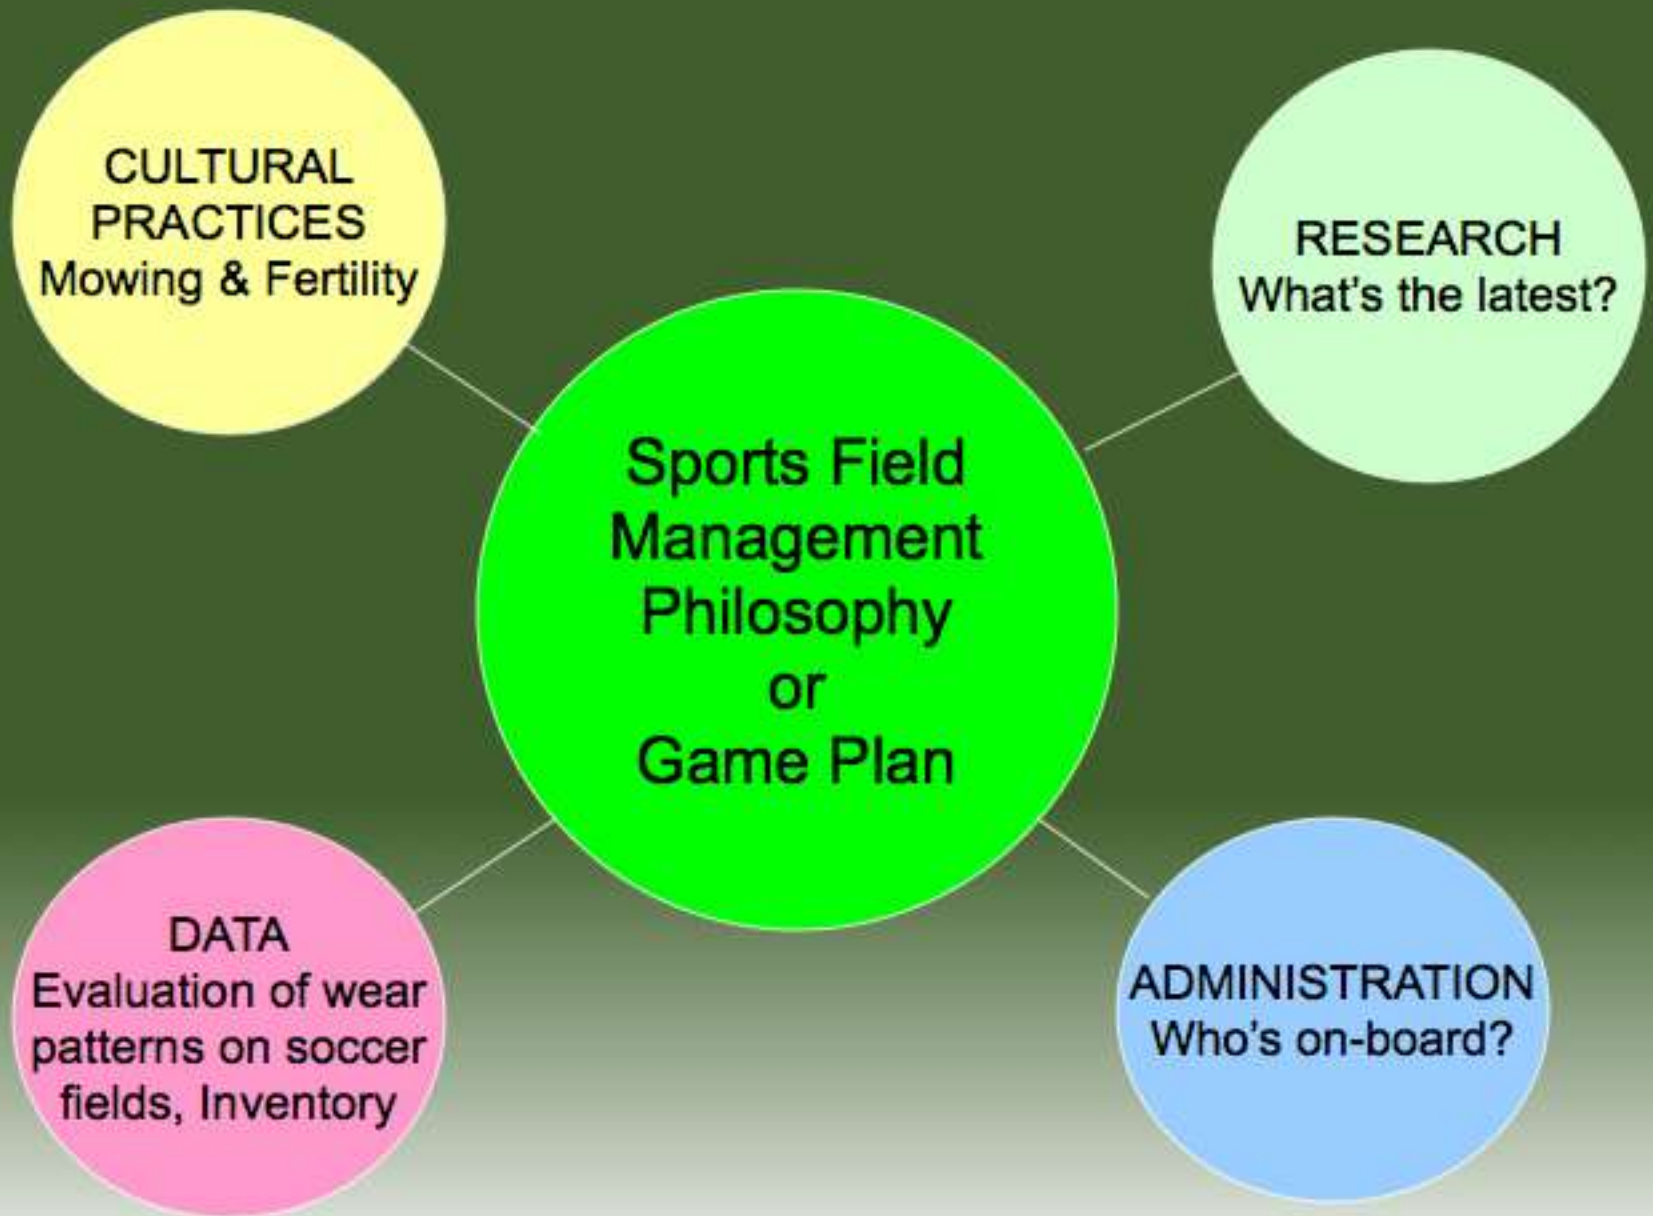 CULTURAL
PRACTICES
Mowing & Fertility
RESEARCH
What's the latest?
Sports Field
Management
Philosophy
or
Game Plan
DATA
Evaluation of wear
patterns on soccer
fields, Inventory
ADMINISTRATION
Who's on-board?